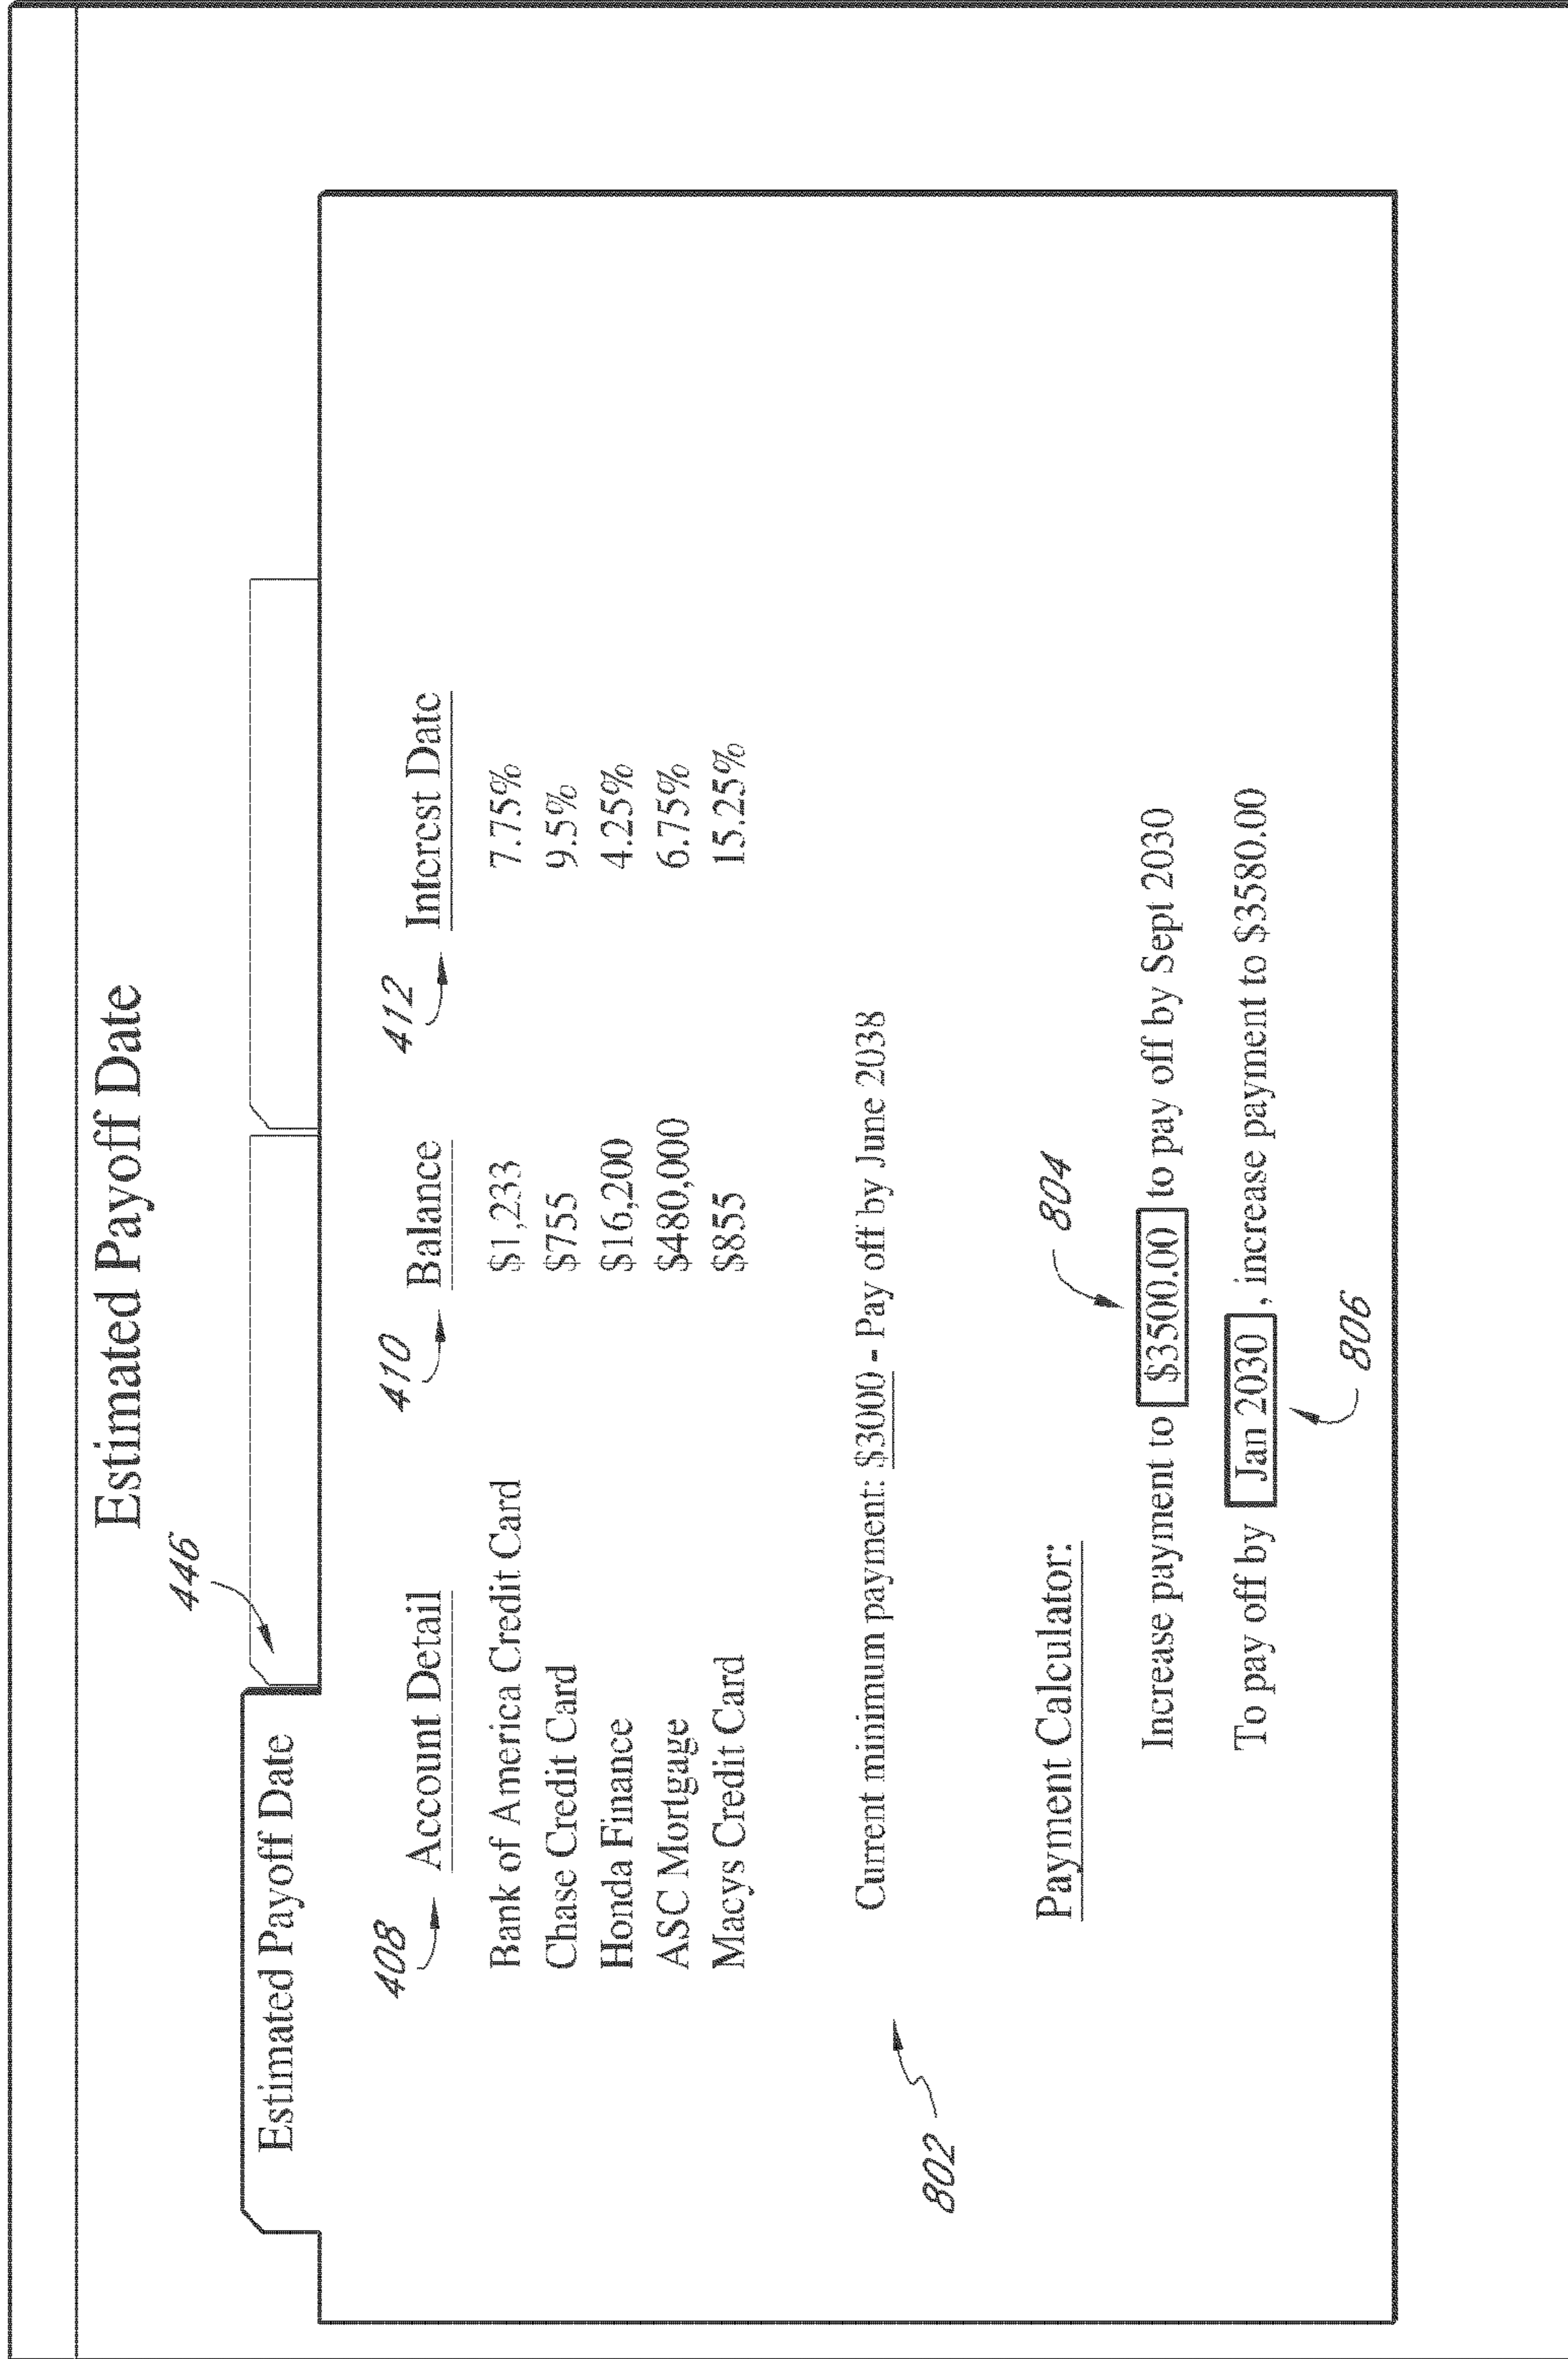 Estimated Payoff Date
446
Estimated Payoff Date
408 Account Detail 410 Balance 412 Interest Date
Bank of America Credit Card $1,233 7.75%
Chase Credit Card $755 9.5%
Honda Finance $16,200 4.25%
ASC Mortgage $480,000 6.75%
Macys Credit Card $855 15.25%
802
Current minimum payment: $3000 - Pay off by June 2038
Payment Calculator:
804
Increase payment to $3500.00 to pay off by Sept 2030
To pay off by Jan 2030 , increase payment to $3580.00
806